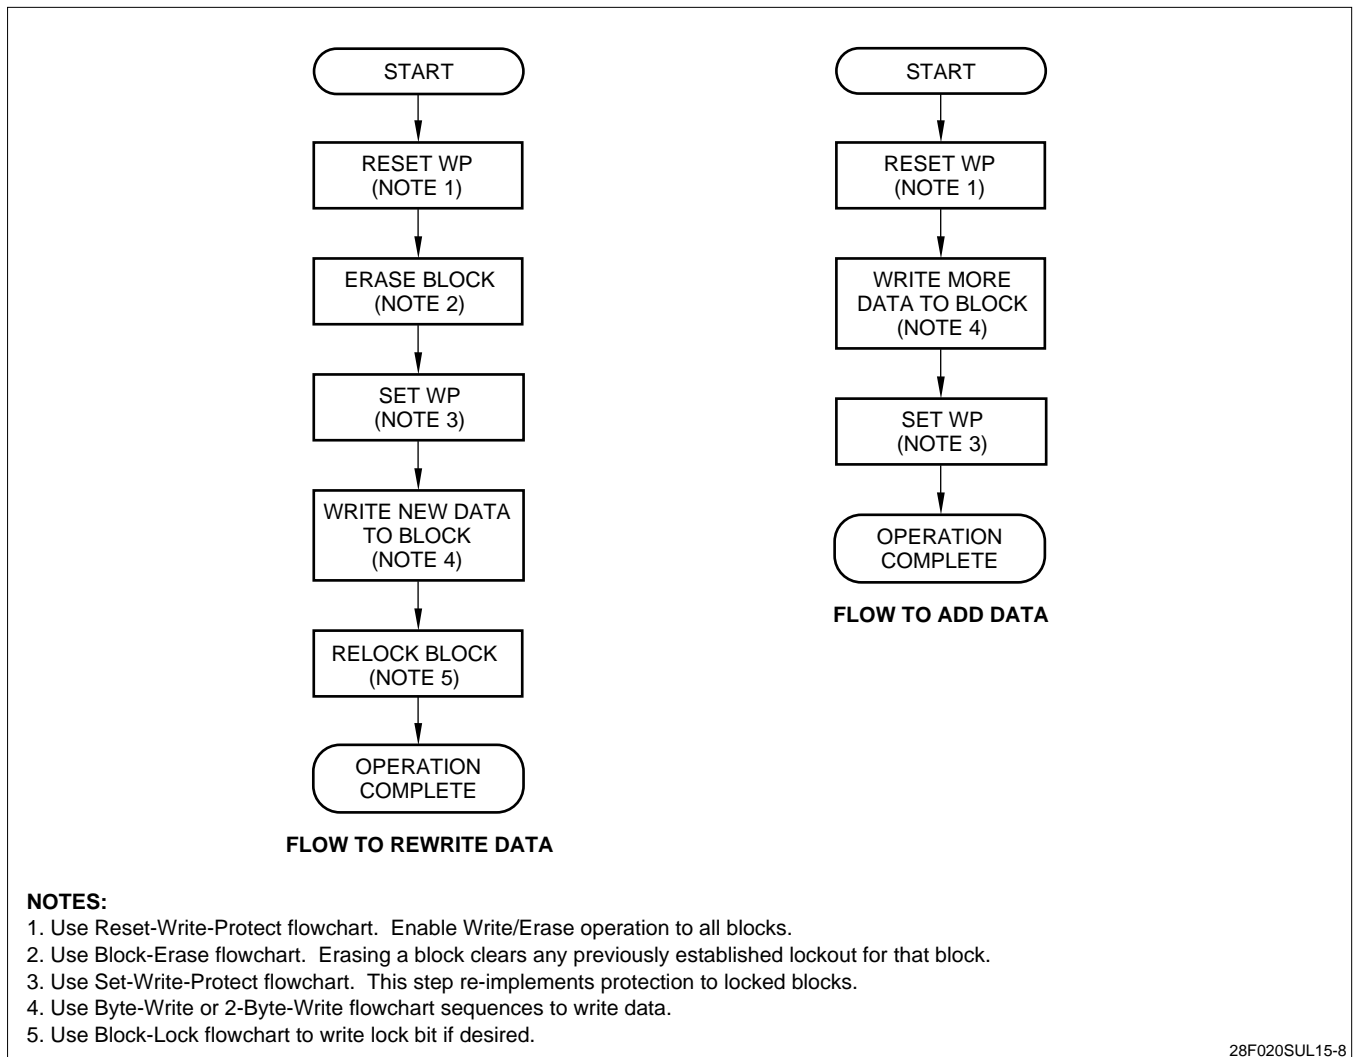 START
RESET WP
(NOTE 1)
ERASE BLOCK
(NOTE 2)
SET WP
(NOTE 3)
WRITE NEW DATA
TO BLOCK
(NOTE 4)
RELOCK BLOCK
(NOTE 5)
OPERATION
COMPLETE
FLOW TO REWRITE DATA
START
RESET WP
(NOTE 1)
WRITE MORE
DATA TO BLOCK
(NOTE 4)
SET WP
(NOTE 3)
OPERATION
COMPLETE
FLOW TO ADD DATA
NOTES:
1. Use Reset-Write-Protect flowchart. Enable Write/Erase operation to all blocks.
2. Use Block-Erase flowchart. Erasing a block clears any previously established lockout for that block.
3. Use Set-Write-Protect flowchart. This step re-implements protection to locked blocks.
4. Use Byte-Write or 2-Byte-Write flowchart sequences to write data.
5. Use Block-Lock flowchart to write lock bit if desired.
28F020SUL15-8